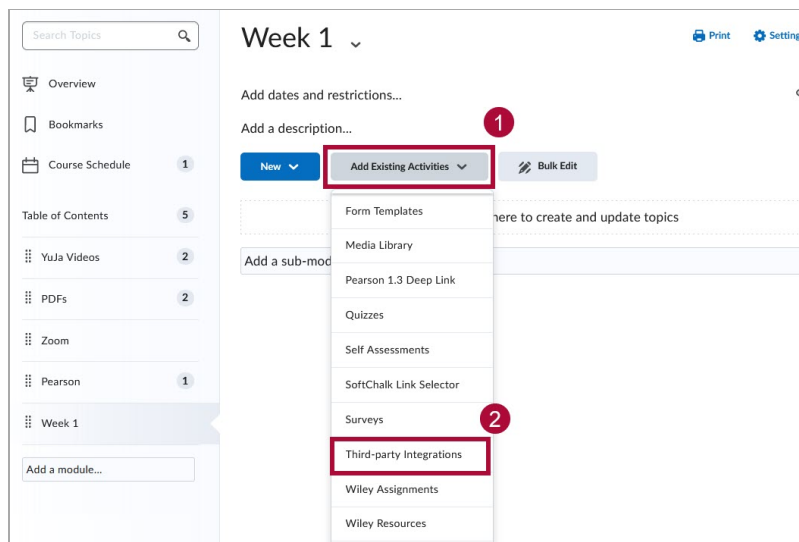 Search Topics
Overview
Bookmarks
Course Schedule 1
Table of Contents 5
YuJa Videos 2
PDFs 2
Zoom
Pearson 1
Week 1
Add a module...
Week 1
Print
Setting
Add dates and restrictions...
Add a description...
1
New
Add Existing Activities
Bulk Edit
here to create and update topics
Add a sub-mod
Form Templates
Media Library
Pearson 1.3 Deep Link
Quizzes
Self Assessments
SoftChalk Link Selector
Surveys
2
Third-party Integrations
Wiley Assignments
Wiley Resources